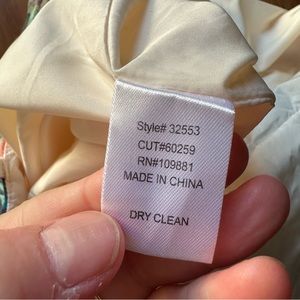 Style# 32553
CUT#60259
RN#109881
MADE IN CHINA
DRY CLEAN